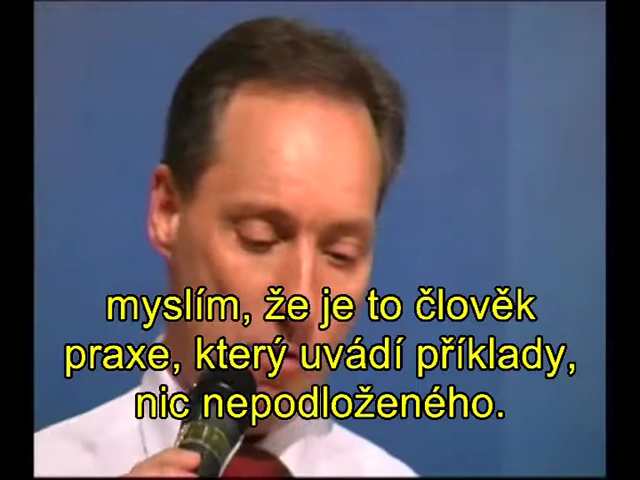 myslím, že je to člověk
praxe, který uvádí příklady,
nic nepodloženého.